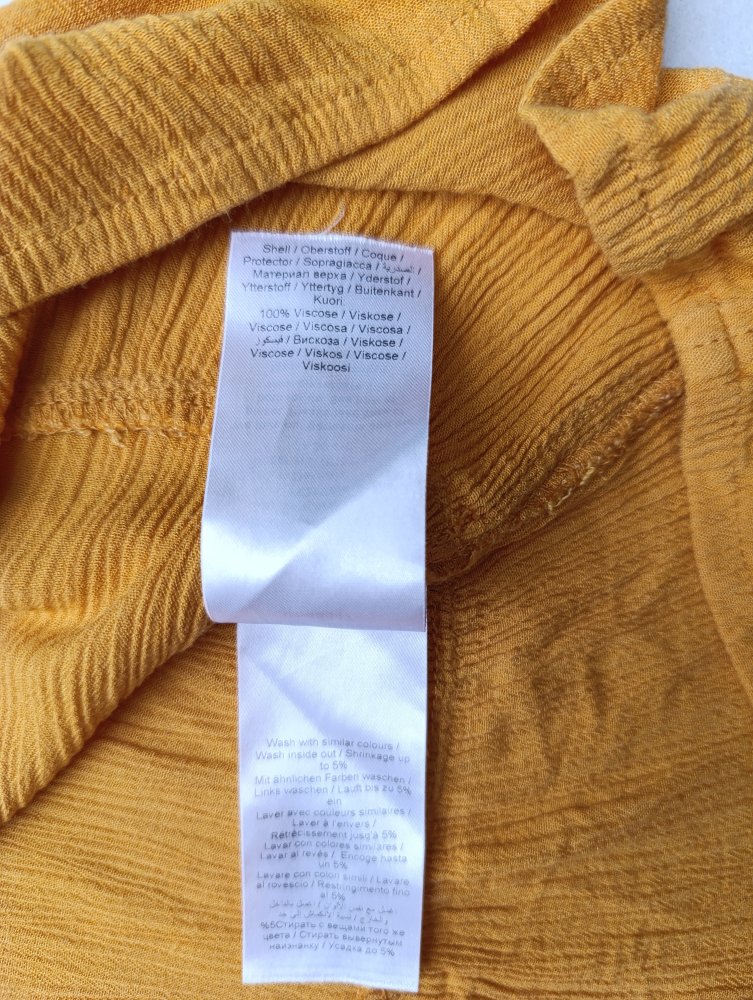 Shell / Oberstoff / Coque /
Protector / Sopragiacca / الصدرية /
Материал верха / Yderstof /
Ytterstoff / Yttertyg / Buitenkant /
Kuori:
100% Viscose / Viskose /
Viscose / Viscosa / Viscosa /
فيسكوز / Вискоза / Viskose /
Viscose / Viskos / Viscose /
Viskoosi
Wash with similar colours /
Wash inside out / Shrinkage up
to 5%
Mit ähnlichen Farben waschen /
Links waschen / Läuft bis zu 5%
ein
Laver avec couleurs similaires /
Laver à l'envers /
Rétrécissement jusqu'à 5%
Lavar con colores similares /
Lavar al revés / Encoge hasta
un 5%
Lavare con colori simili / Lavare
al rovescio / Restringimento fino
al 5%
%5Стирать с вещами того же
цвета / Стирать вывернутым
наизнанку / Усадка до 5%